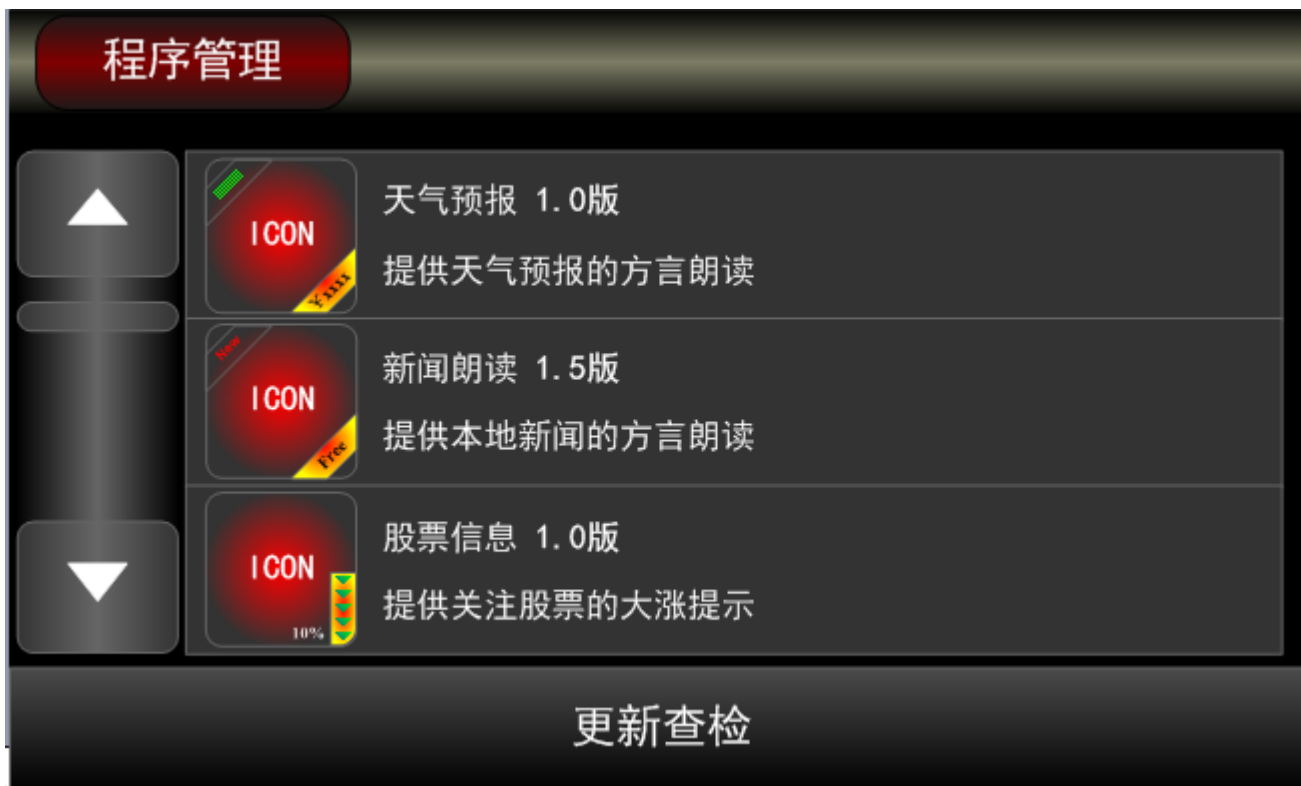 程序管理
ICON
¥xxxx
天气预报 1.0版
提供天气预报的方言朗读
New
ICON
Free
新闻朗读 1.5版
提供本地新闻的方言朗读
ICON
10%
股票信息 1.0版
提供关注股票的大涨提示
更新查检